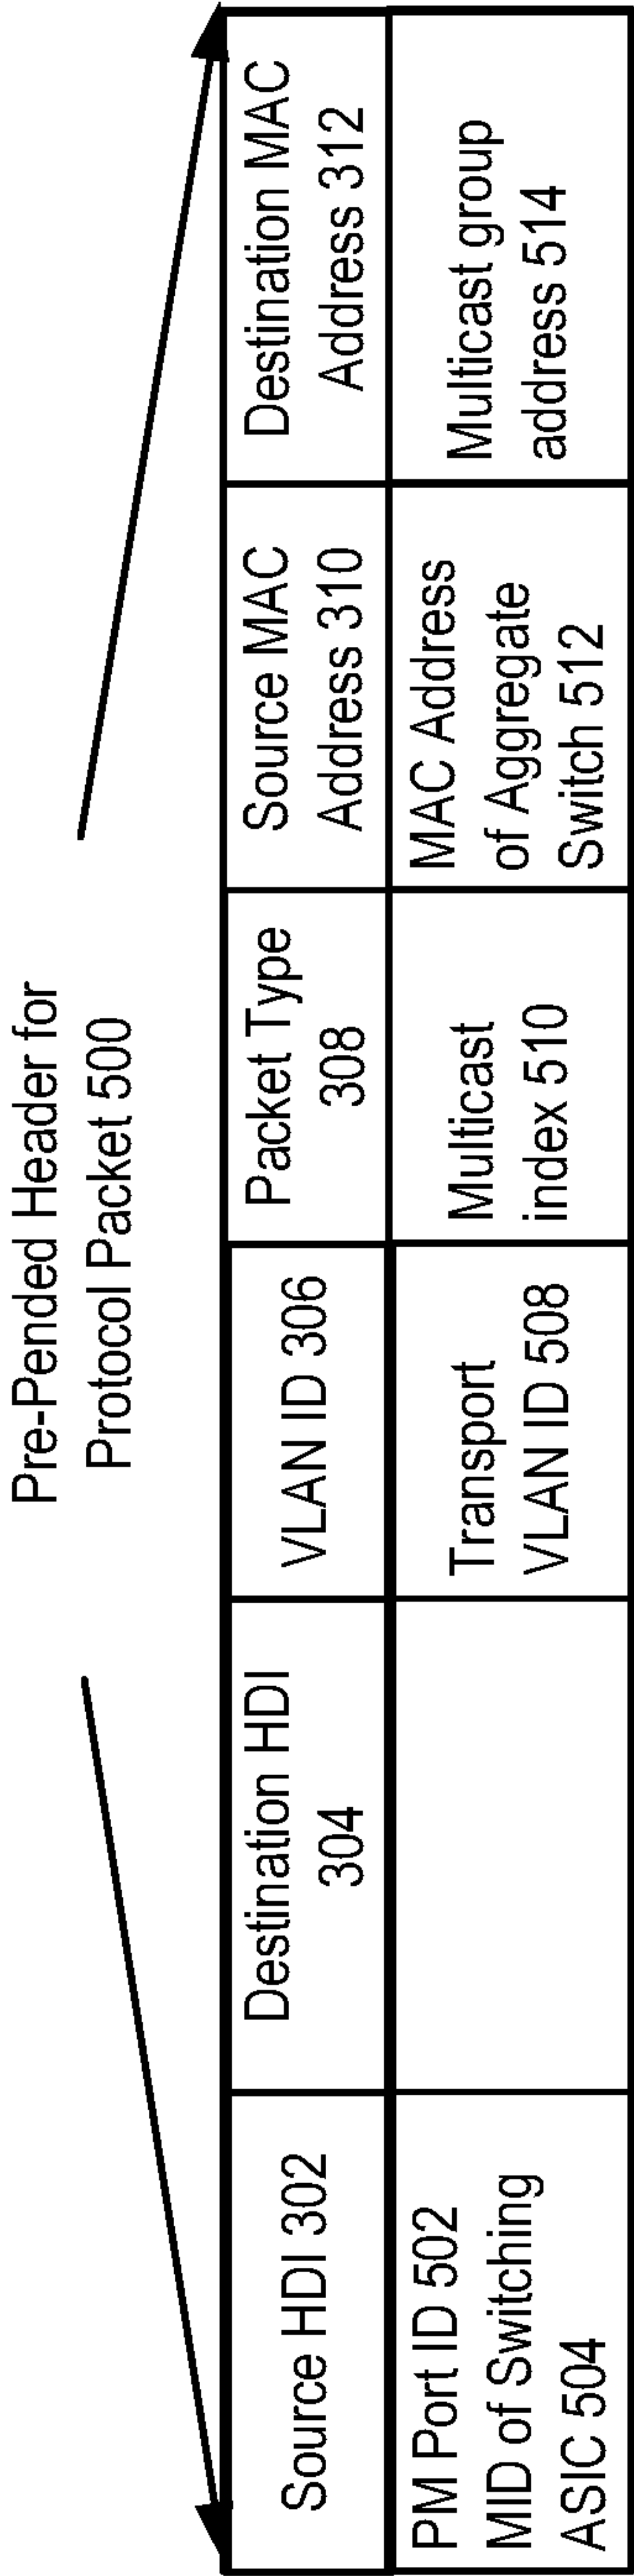 Pre-Pended Header for
Protocol Packet 500
Source HDI 302
Destination HDI
304
VLAN ID 306
Packet Type
308
Source MAC
Address 310
Destination MAC
Address 312
PM Port ID 502
MID of Switching
ASIC 504
Transport
VLAN ID 508
Multicast
index 510
MAC Address
of Aggregate
Switch 512
Multicast group
address 514